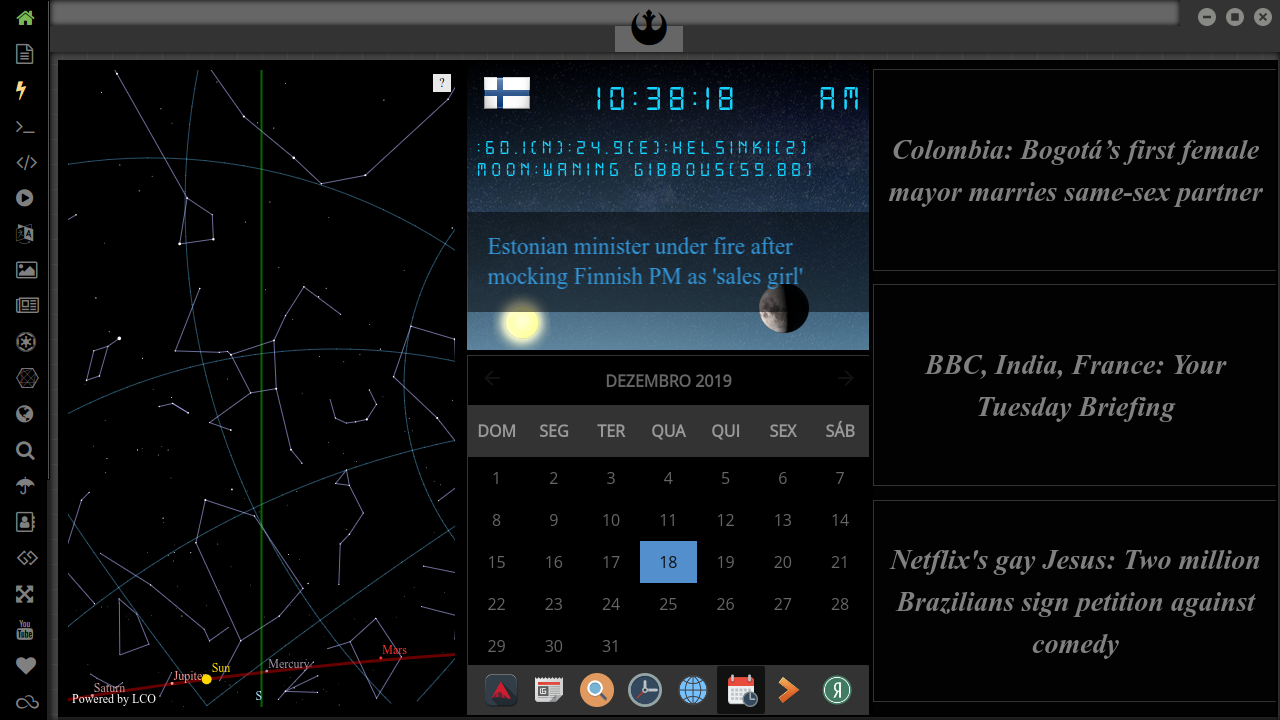 ?
Saturn
Jupiter
Sun
Mercury
Mars
Powered by LCO
S
10:38:18 AM
:60.1(N):24.9(E):HELSINKI(2)
MOON:WANING GIBBOUS(59.88)
Estonian minister under fire after
mocking Finnish PM as 'sales girl'
DEZEMBRO 2019
DOM SEG TER QUA QUI SEX SÁB
1 2 3 4 5 6 7
8 9 10 11 12 13 14
15 16 17 18 19 20 21
22 23 24 25 26 27 28
29 30 31
Colombia: Bogotá’s first female
mayor marries same-sex partner
BBC, India, France: Your
Tuesday Briefing
Netflix's gay Jesus: Two million
Brazilians sign petition against
comedy